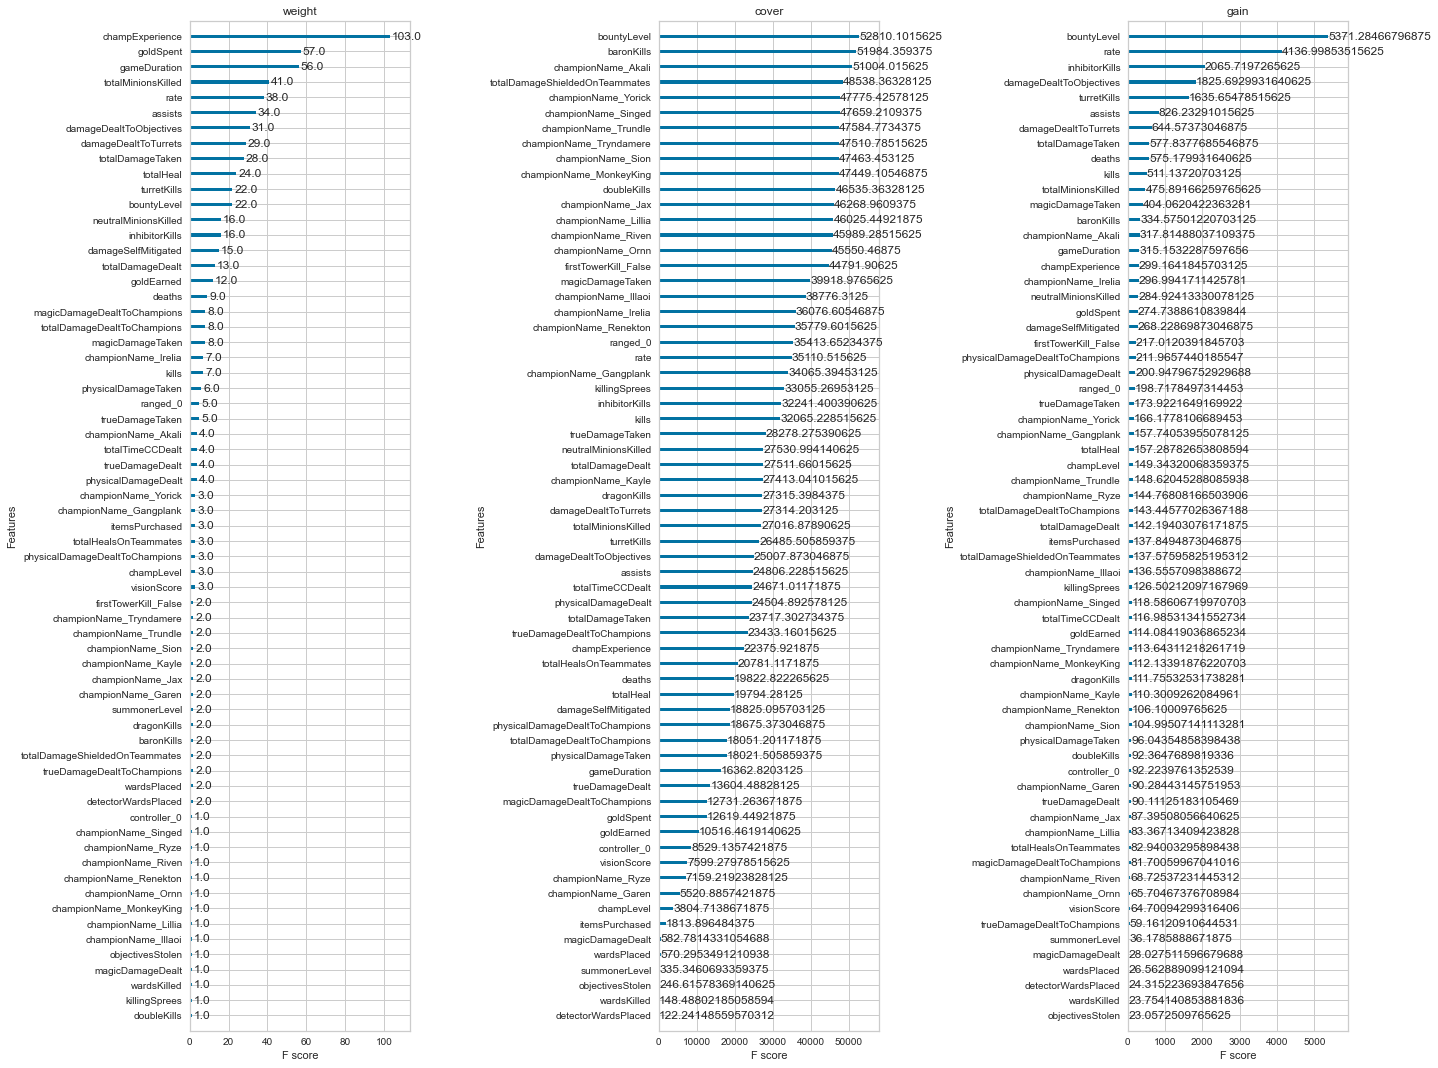 weight
champExperience 103.0
goldSpent 57.0
gameDuration 56.0
totalMinionsKilled 41.0
rate 38.0
assists 34.0
damageDealtToObjectives 31.0
damageDealtToTurrets 29.0
totalDamageTaken 28.0
totalHeal 24.0
turretKills 22.0
bountyLevel 22.0
neutralMinionsKilled 16.0
inhibitorKills 16.0
damageSelfMitigated 15.0
totalDamageDealt 13.0
goldEarned 12.0
deaths 9.0
magicDamageDealtToChampions 8.0
totalDamageDealtToChampions 8.0
magicDamageTaken 8.0
championName_Irelia 7.0
kills 7.0
physicalDamageTaken 6.0
ranged_0 5.0
trueDamageTaken 5.0
championName_Akali 4.0
totalTimeCCDealt 4.0
trueDamageDealt 4.0
physicalDamageDealt 4.0
championName_Yorick 3.0
championName_Gangplank 3.0
itemsPurchased 3.0
totalHealsOnTeammates 3.0
physicalDamageDealtToChampions 3.0
champLevel 3.0
visionScore 3.0
firstTowerKill_False 2.0
championName_Tryndamere 2.0
championName_Trundle 2.0
championName_Sion 2.0
championName_Kayle 2.0
championName_Jax 2.0
championName_Garen 2.0
summonerLevel 2.0
dragonKills 2.0
baronKills 2.0
totalDamageShieldedOnTeammates 2.0
trueDamageDealtToChampions 2.0
wardsPlaced 2.0
detectorWardsPlaced 2.0
controller_0 1.0
championName_Singed 1.0
championName_Ryze 1.0
championName_Riven 1.0
championName_Renekton 1.0
championName_Ornn 1.0
championName_MonkeyKing 1.0
championName_Lillia 1.0
championName_Illaoi 1.0
objectivesStolen 1.0
magicDamageDealt 1.0
wardsKilled 1.0
killingSprees 1.0
doubleKills 1.0
Features
0 20 40 60 80 100
F score
cover
bountyLevel 52810.1015625
baronKills 51984.359375
championName_Akali 51004.015625
totalDamageShieldedOnTeammates 48538.36328125
championName_Yorick 47775.42578125
championName_Singed 47659.2109375
championName_Trundle 47584.7734375
championName_Tryndamere 47510.78515625
championName_Sion 47463.453125
championName_MonkeyKing 47449.10546875
doubleKills 46535.36328125
championName_Jax 46268.9609375
championName_Lillia 46025.44921875
championName_Riven 45989.28515625
championName_Ornn 45550.46875
firstTowerKill_False 44791.90625
magicDamageTaken 39918.9765625
championName_Illaoi 38776.3125
championName_Irelia 36076.60546875
championName_Renekton 35779.6015625
ranged_0 35413.65234375
rate 35110.515625
championName_Gangplank 34065.39453125
killingSprees 33055.26953125
inhibitorKills 32241.400390625
kills 32065.228515625
trueDamageTaken 28278.275390625
neutralMinionsKilled 27530.994140625
totalDamageDealt 27511.66015625
championName_Kayle 27413.041015625
dragonKills 27315.3984375
damageDealtToTurrets 27314.203125
totalMinionsKilled 27016.87890625
turretKills 26485.505859375
damageDealtToObjectives 25007.873046875
assists 24806.228515625
totalTimeCCDealt 24671.01171875
physicalDamageDealt 24504.892578125
totalDamageTaken 23717.302734375
trueDamageDealtToChampions 23433.16015625
champExperience 22375.921875
totalHealsOnTeammates 20781.1171875
deaths 19822.822265625
totalHeal 19794.28125
damageSelfMitigated 18825.095703125
physicalDamageDealtToChampions 18675.373046875
totalDamageDealtToChampions 18051.201171875
physicalDamageTaken 18021.505859375
gameDuration 16362.8203125
trueDamageDealt 13604.48828125
magicDamageDealtToChampions 12731.263671875
goldSpent 12619.44921875
goldEarned 10516.4619140625
controller_0 8529.1357421875
visionScore 7599.27978515625
championName_Ryze 7159.21923828125
championName_Garen 5520.8857421875
champLevel 3804.7138671875
itemsPurchased 1813.896484375
magicDamageDealt 582.7814331054688
wardsPlaced 570.2953491210938
summonerLevel 335.3460693359375
objectivesStolen 246.61578369140625
wardsKilled 148.48802185058594
detectorWardsPlaced 122.24148559570312
Features
0 10000 20000 30000 40000 50000
F score
gain
bountyLevel 5371.28466796875
rate 4136.99853515625
inhibitorKills 2065.7197265625
damageDealtToObjectives 1825.6929931640625
turretKills 1635.65478515625
assists 826.23291015625
damageDealtToTurrets 644.57373046875
totalDamageTaken 577.8377685546875
deaths 575.179931640625
kills 511.13720703125
totalMinionsKilled 475.89166259765625
magicDamageTaken 404.0620422363281
baronKills 334.57501220703125
championName_Akali 317.81488037109375
gameDuration 315.1532287597656
champExperience 299.1641845703125
championName_Irelia 296.9941711425781
neutralMinionsKilled 284.92413330078125
goldSpent 274.7388610839844
damageSelfMitigated 268.22869873046875
firstTowerKill_False 217.0120391845703
physicalDamageDealtToChampions 211.9657440185547
physicalDamageDealt 200.94796752929688
ranged_0 198.7178497314453
trueDamageTaken 173.9221649169922
championName_Yorick 166.1778106689453
championName_Gangplank 157.74053955078125
totalHeal 157.28782653808594
champLevel 149.34320068359375
championName_Trundle 148.62045288085938
championName_Ryze 144.76808166503906
totalDamageDealtToChampions 143.44577026367188
totalDamageDealt 142.19403076171875
itemsPurchased 137.8494873046875
totalDamageShieldedOnTeammates 137.57595825195312
championName_Illaoi 136.5557098388672
killingSprees 126.50212097167969
championName_Singed 118.58606719970703
totalTimeCCDealt 116.98531341552734
goldEarned 114.08419036865234
championName_Tryndamere 113.64311218261719
championName_MonkeyKing 112.13391876220703
dragonKills 111.75532531738281
championName_Kayle 110.3009262084961
championName_Renekton 106.10009765625
championName_Sion 104.99507141113281
physicalDamageTaken 96.04354858398438
doubleKills 92.3647689819336
controller_0 92.2239761352539
championName_Garen 90.28443145751953
trueDamageDealt 90.11125183105469
championName_Jax 87.39508056640625
championName_Lillia 83.36713409423828
totalHealsOnTeammates 82.94003295898438
magicDamageDealtToChampions 81.70059967041016
championName_Riven 68.72537231445312
championName_Ornn 65.70467376708984
visionScore 64.70094299316406
trueDamageDealtToChampions 59.16120910644531
summonerLevel 36.1785888671875
magicDamageDealt 28.027511596679688
wardsPlaced 26.562889099121094
detectorWardsPlaced 24.315223693847656
wardsKilled 23.754140853881836
objectivesStolen 23.0572509765625
Features
0 1000 2000 3000 4000 5000
F score